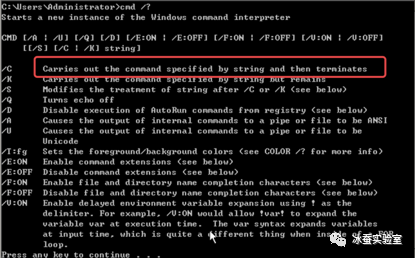 C:\Users\Administrator>cmd /?
Starts a new instance of the Windows command interpreter
CMD [/A | /U] [/Q] [/D] [/E:ON | /E:OFF] [/F:ON | /F:OFF] [/V:ON | /V:OFF]
[[/S] [/C | /K] string]
/C Carries out the command specified by string and then terminates
/K Carries out the command specified by string but remains
/S Modifies the treatment of string after /C or /K (see below)
/Q Turns echo off
/D Disable execution of AutoRun commands from registry (see below)
/A Causes the output of internal commands to a pipe or file to be ANSI
/U Causes the output of internal commands to a pipe or file to be
Unicode
/T:fg Sets the foreground/background colors (see COLOR /? for more info)
/E:ON Enable command extensions (see below)
/E:OFF Disable command extensions (see below)
/F:ON Enable file and directory name completion characters (see below)
/F:OFF Disable file and directory name completion characters (see below)
/V:ON Enable delayed environment variable expansion using ! as the
delimiter. For example, /V:ON would allow !var! to expand the
variable var at execution time. The var syntax expands variables
at input time, which is quite a different thing when inside of a FOR
loop.
Press any key to continue . . .
冰蚕实验室